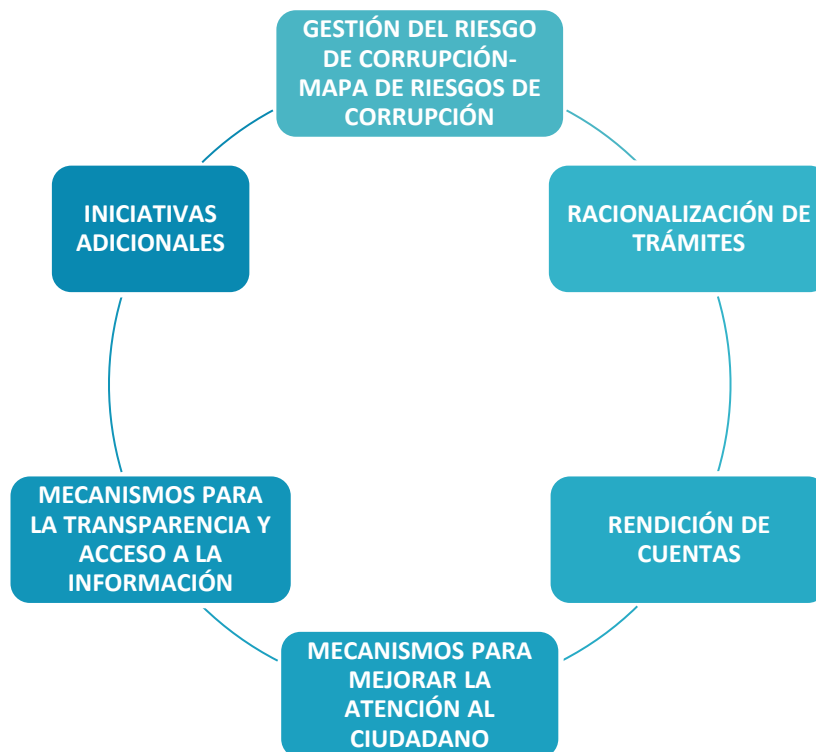 GESTIÓN DEL RIESGO
DE CORRUPCIÓN-
MAPA DE RIESGOS DE
CORRUPCIÓN
RACIONALIZACIÓN DE
TRÁMITES
RENDICIÓN DE
CUENTAS
MECANISMOS PARA
MEJORAR LA
ATENCIÓN AL
CIUDADANO
MECANISMOS PARA
LA TRANSPARENCIA Y
ACCESO A LA
INFORMACIÓN
INICIATIVAS
ADICIONALES